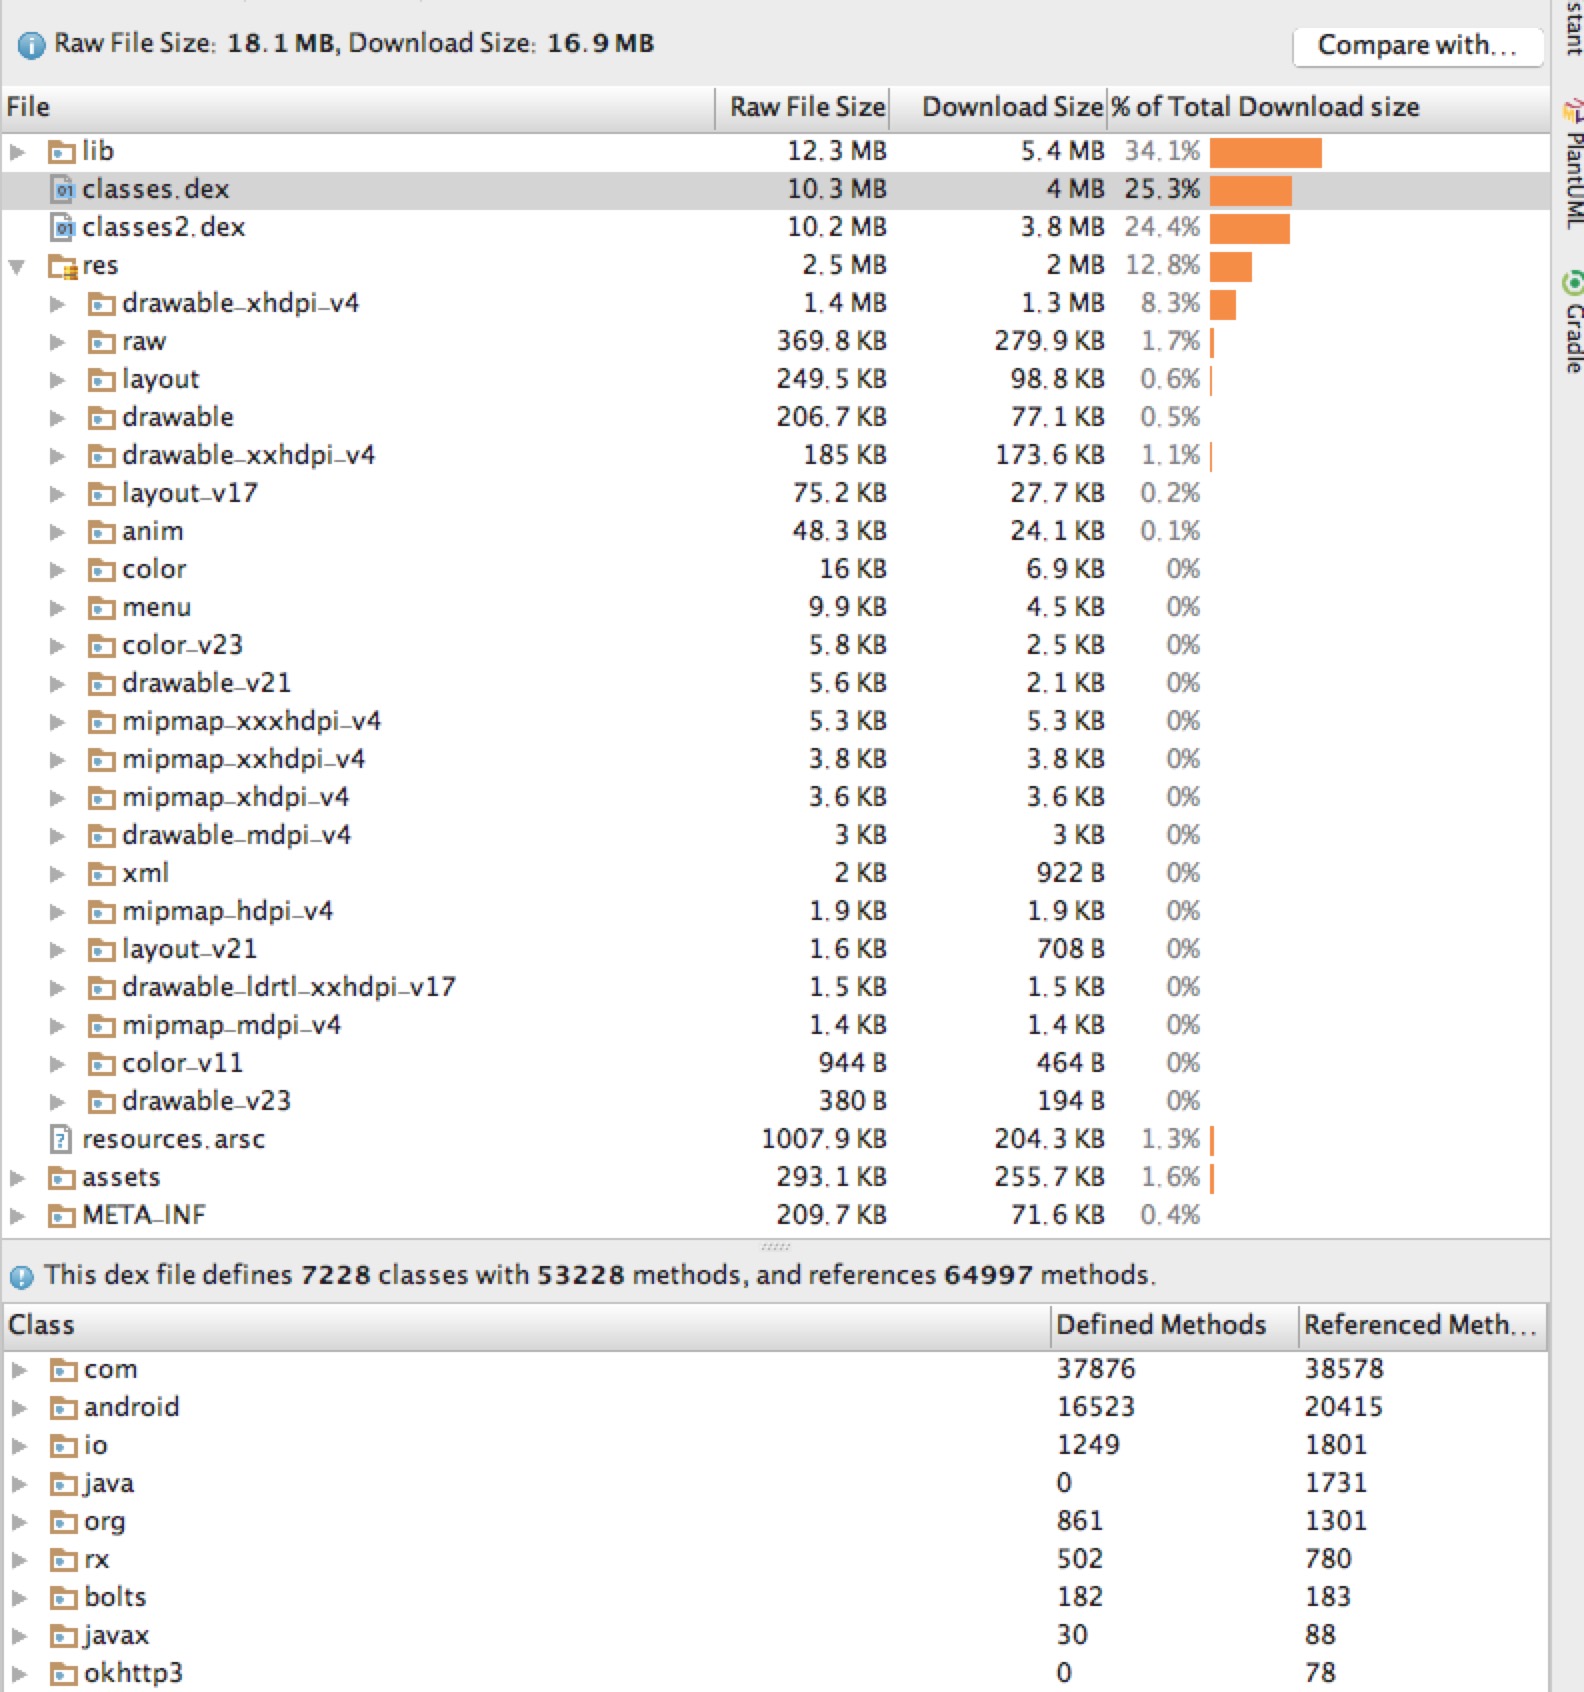 Raw File Size: 18.1 MB, Download Size: 16.9 MB
Compare with...
File Raw File Size Download Size % of Total Download size
lib 12.3 MB 5.4 MB 34.1%
classes.dex 10.3 MB 4 MB 25.3%
classes2.dex 10.2 MB 3.8 MB 24.4%
res 2.5 MB 2 MB 12.8%
drawable-xhdpi-v4 1.4 MB 1.3 MB 8.3%
raw 369.8 KB 279.9 KB 1.7%
layout 249.5 KB 98.8 KB 0.6%
drawable 206.7 KB 77.1 KB 0.5%
drawable-xxhdpi-v4 185 KB 173.6 KB 1.1%
layout-v17 75.2 KB 27.7 KB 0.2%
anim 48.3 KB 24.1 KB 0.1%
color 16 KB 6.9 KB 0%
menu 9.9 KB 4.5 KB 0%
color-v23 5.8 KB 2.5 KB 0%
drawable-v21 5.6 KB 2.1 KB 0%
mipmap-xxxhdpi-v4 5.3 KB 5.3 KB 0%
mipmap-xxhdpi-v4 3.8 KB 3.8 KB 0%
mipmap-xhdpi-v4 3.6 KB 3.6 KB 0%
drawable-mdpi-v4 3 KB 3 KB 0%
xml 2 KB 922 B 0%
mipmap-hdpi-v4 1.9 KB 1.9 KB 0%
layout-v21 1.6 KB 708 B 0%
drawable-ldrtl-xxhdpi-v17 1.5 KB 1.5 KB 0%
mipmap-mdpi-v4 1.4 KB 1.4 KB 0%
color-v11 944 B 464 B 0%
drawable-v23 380 B 194 B 0%
resources.arsc 1007.9 KB 204.3 KB 1.3%
assets 293.1 KB 255.7 KB 1.6%
META-INF 209.7 KB 71.6 KB 0.4%
This dex file defines 7228 classes with 53228 methods, and references 64997 methods.
Class Defined Methods Referenced Meth...
com 37876 38578
android 16523 20415
io 1249 1801
java 0 1731
org 861 1301
rx 502 780
bolts 182 183
javax 30 88
okhttp3 0 78
stant
PlantUML
Gradle